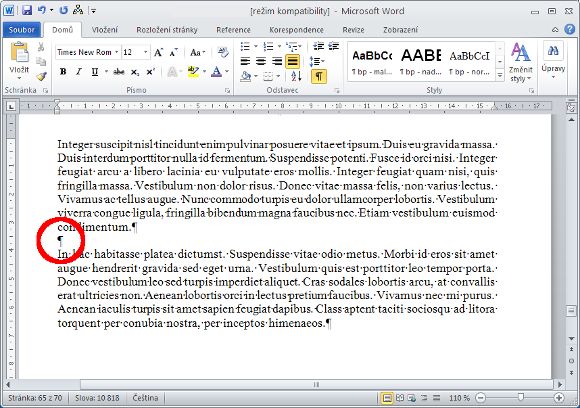 [režim kompatibility] - Microsoft Word
Soubor Domů Vložení Rozložení stránky Reference Korespondence Revize Zobrazení
Times New Rom 12
Vložit
AaBbCcI AABB AaBbCcI
¶ bp - mal... ¶ bp - nad... ¶ bp - nor...
Změnit styly
Úpravy
Schránka Písmo Odstavec Styly
Integer suscipit nisl tincidunt enim pulvinar posuere vitae et ipsum. Duis eu gravida massa.
Duis interdum porttitor nulla id fermentum. Suspendisse potenti. Fusce id orci nisi. Integer
feugiat arcu a libero lacinia eu vulputate eros mollis. Integer feugiat quam nisi, quis
fringilla massa. Vestibulum non dolor risus. Donec vitae massa felis, non varius lectus.
Vivamus ac tellus augue. Nunc commodo turpis eu dolor ullamcorper lobortis. Vestibulum
viverra congue ligula, fringilla bibendum magna faucibus nec. Etiam vestibulum euismod
condimentum.¶
¶
In hac habitasse platea dictumst. Suspendisse vitae odio metus. Morbi id eros sit amet
augue hendrerit gravida sed eget urna. Vestibulum quis est porttitor leo tempor porta.
Donec vestibulum leo sed turpis imperdiet aliquet. Cras sodales lobortis arcu, at convallis
erat ultricies non. Aenean lobortis orci in lectus pretium faucibus. Vivamus nec mi purus.
Aenean iaculis turpis sit amet sapien feugiat dapibus. Class aptent taciti sociosqu ad litora
torquent per conubia nostra, per inceptos himenaeos.¶
Stránka: 65 z 70 Slova: 10 818 Čeština 110 %